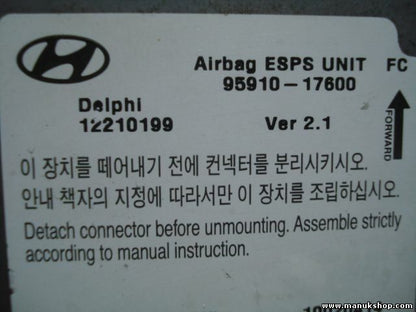 Airbag ESPS UNIT FC
95910-17600
Delphi
12210199 Ver 2.1
FORWARD
이 장치를 떼어내기 전에 컨넥터를 분리시키시오.
안내 책자의 지정에 따라서만 이 장치를 조립하십시오.
Detach connector before unmounting. Assemble strictly
according to manual instruction.
www.manukshop.com